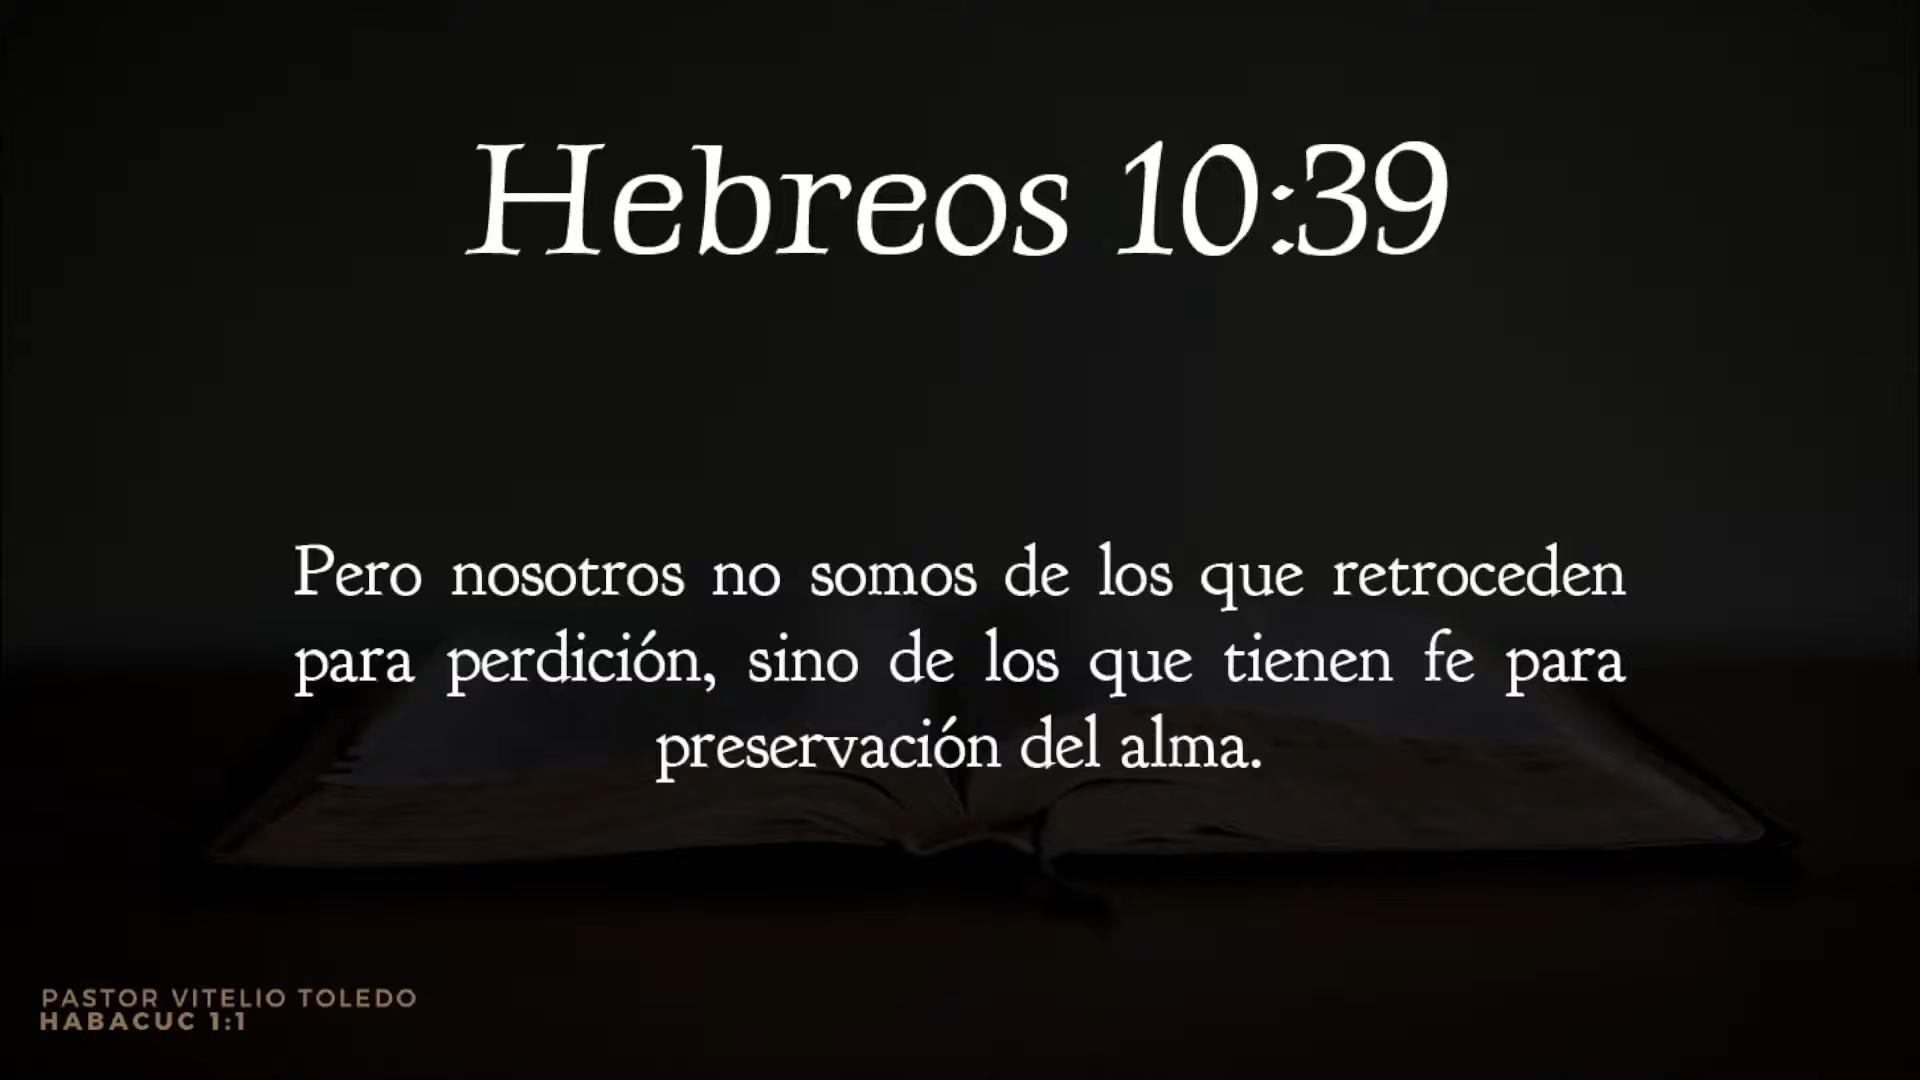 Hebreos 10:39
Pero nosotros no somos de los que retroceden
para perdición, sino de los que tienen fe para
preservación del alma.
PASTOR VITELIO TOLEDO
HABACUC 1:1